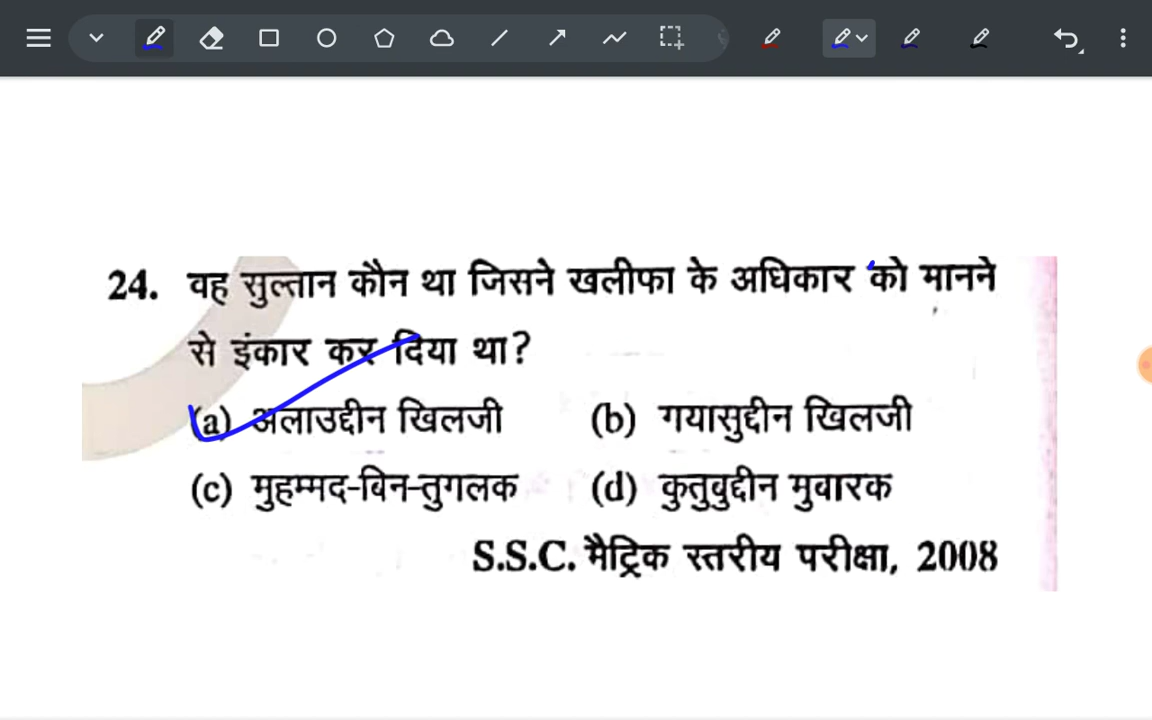 24. वह सुल्तान कौन था जिसने खलीफा के अधिकार को मानने
से इंकार कर दिया था?
(a) अलाउद्दीन खिलजी (b) गयासुद्दीन खिलजी
(c) मुहम्मद-बिन-तुगलक (d) कुतुबुद्दीन मुबारक
S.S.C. मैट्रिक स्तरीय परीक्षा, 2008